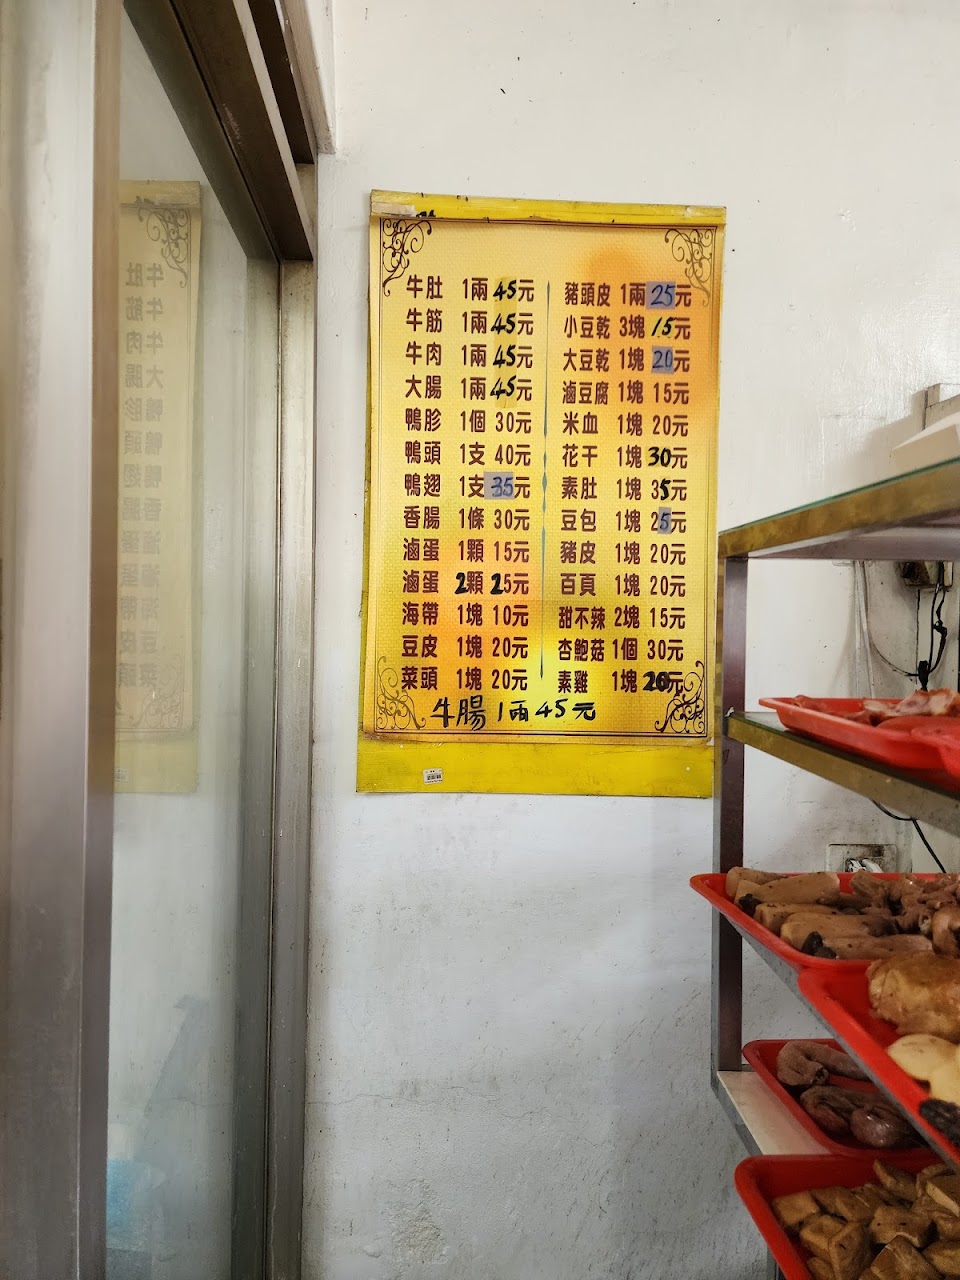 牛肚 1兩45元
牛筋 1兩45元
牛肉 1兩45元
大腸 1兩45元
鴨胗 1個 30元
鴨頭 1支 40元
鴨翅 1支35元
香腸 1條 30元
滷蛋 1顆 15元
滷蛋 2顆 25元
海帶 1塊 10元
豆皮 1塊 20元
菜頭 1塊 20元
豬頭皮 1兩25元
小豆乾 3塊 15元
大豆乾 1塊 20元
滷豆腐 1塊 15元
米血 1塊 20元
花干 1塊30元
素肚 1塊 35元
豆包 1塊 25元
豬皮 1塊 20元
百頁 1塊 20元
甜不辣 2塊 15元
杏鮑菇 1個 30元
素雞 1塊20元
牛腸 1兩45元